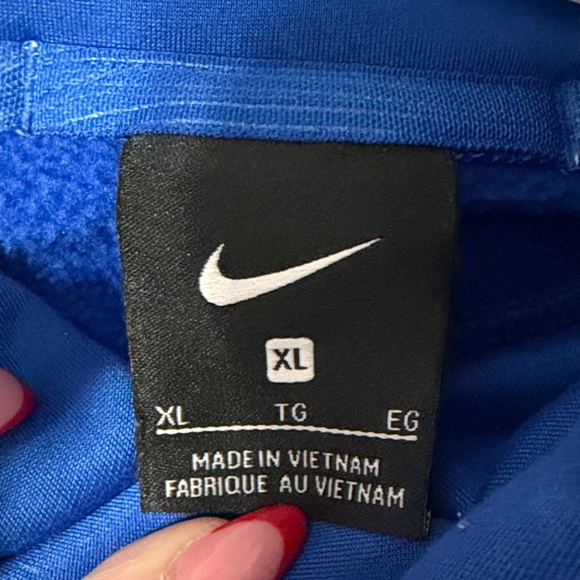 XL
XL TG EG
MADE IN VIETNAM
FABRIQUE AU VIETNAM